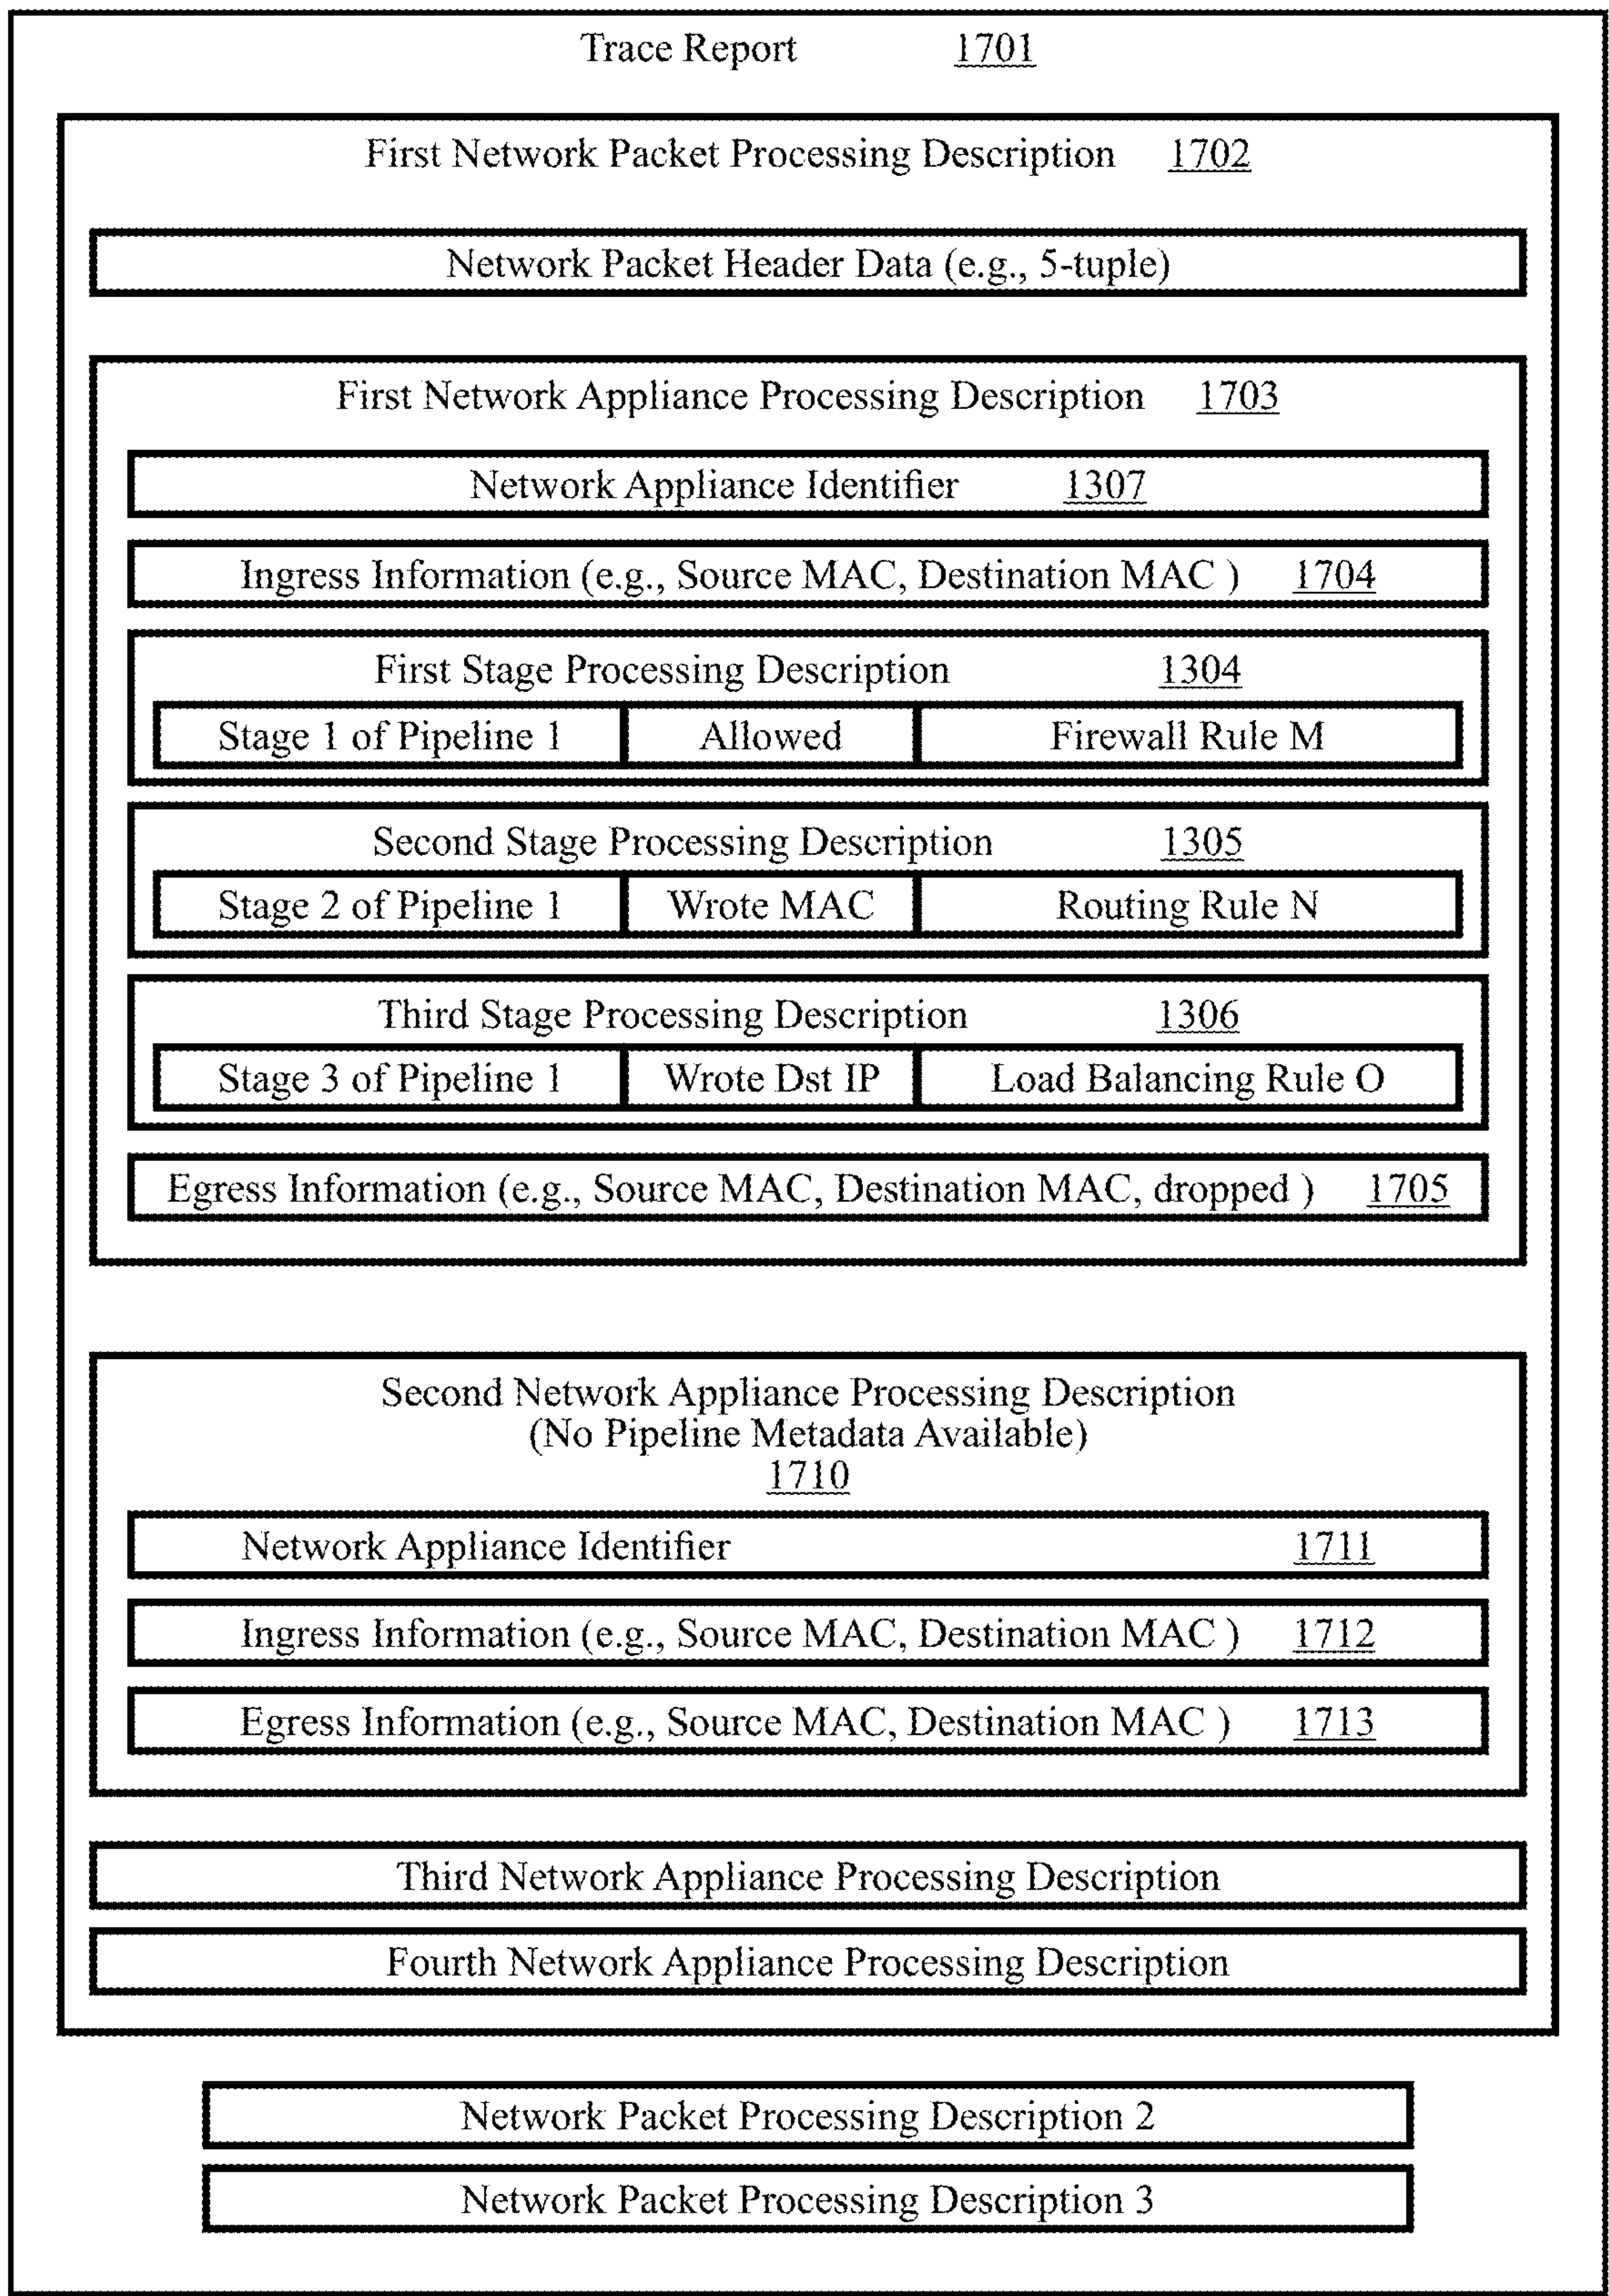 Trace Report 1701
First Network Packet Processing Description 1702
Network Packet Header Data (e.g., 5-tuple)
First Network Appliance Processing Description 1703
Network Appliance Identifier 1307
Ingress Information (e.g., Source MAC, Destination MAC ) 1704
First Stage Processing Description 1304
Stage 1 of Pipeline 1 Allowed Firewall Rule M
Second Stage Processing Description 1305
Stage 2 of Pipeline 1 Wrote MAC Routing Rule N
Third Stage Processing Description 1306
Stage 3 of Pipeline 1 Wrote Dst IP Load Balancing Rule O
Egress Information (e.g., Source MAC, Destination MAC, dropped ) 1705
Second Network Appliance Processing Description
(No Pipeline Metadata Available)
1710
Network Appliance Identifier 1711
Ingress Information (e.g., Source MAC, Destination MAC ) 1712
Egress Information (e.g., Source MAC, Destination MAC ) 1713
Third Network Appliance Processing Description
Fourth Network Appliance Processing Description
Network Packet Processing Description 2
Network Packet Processing Description 3